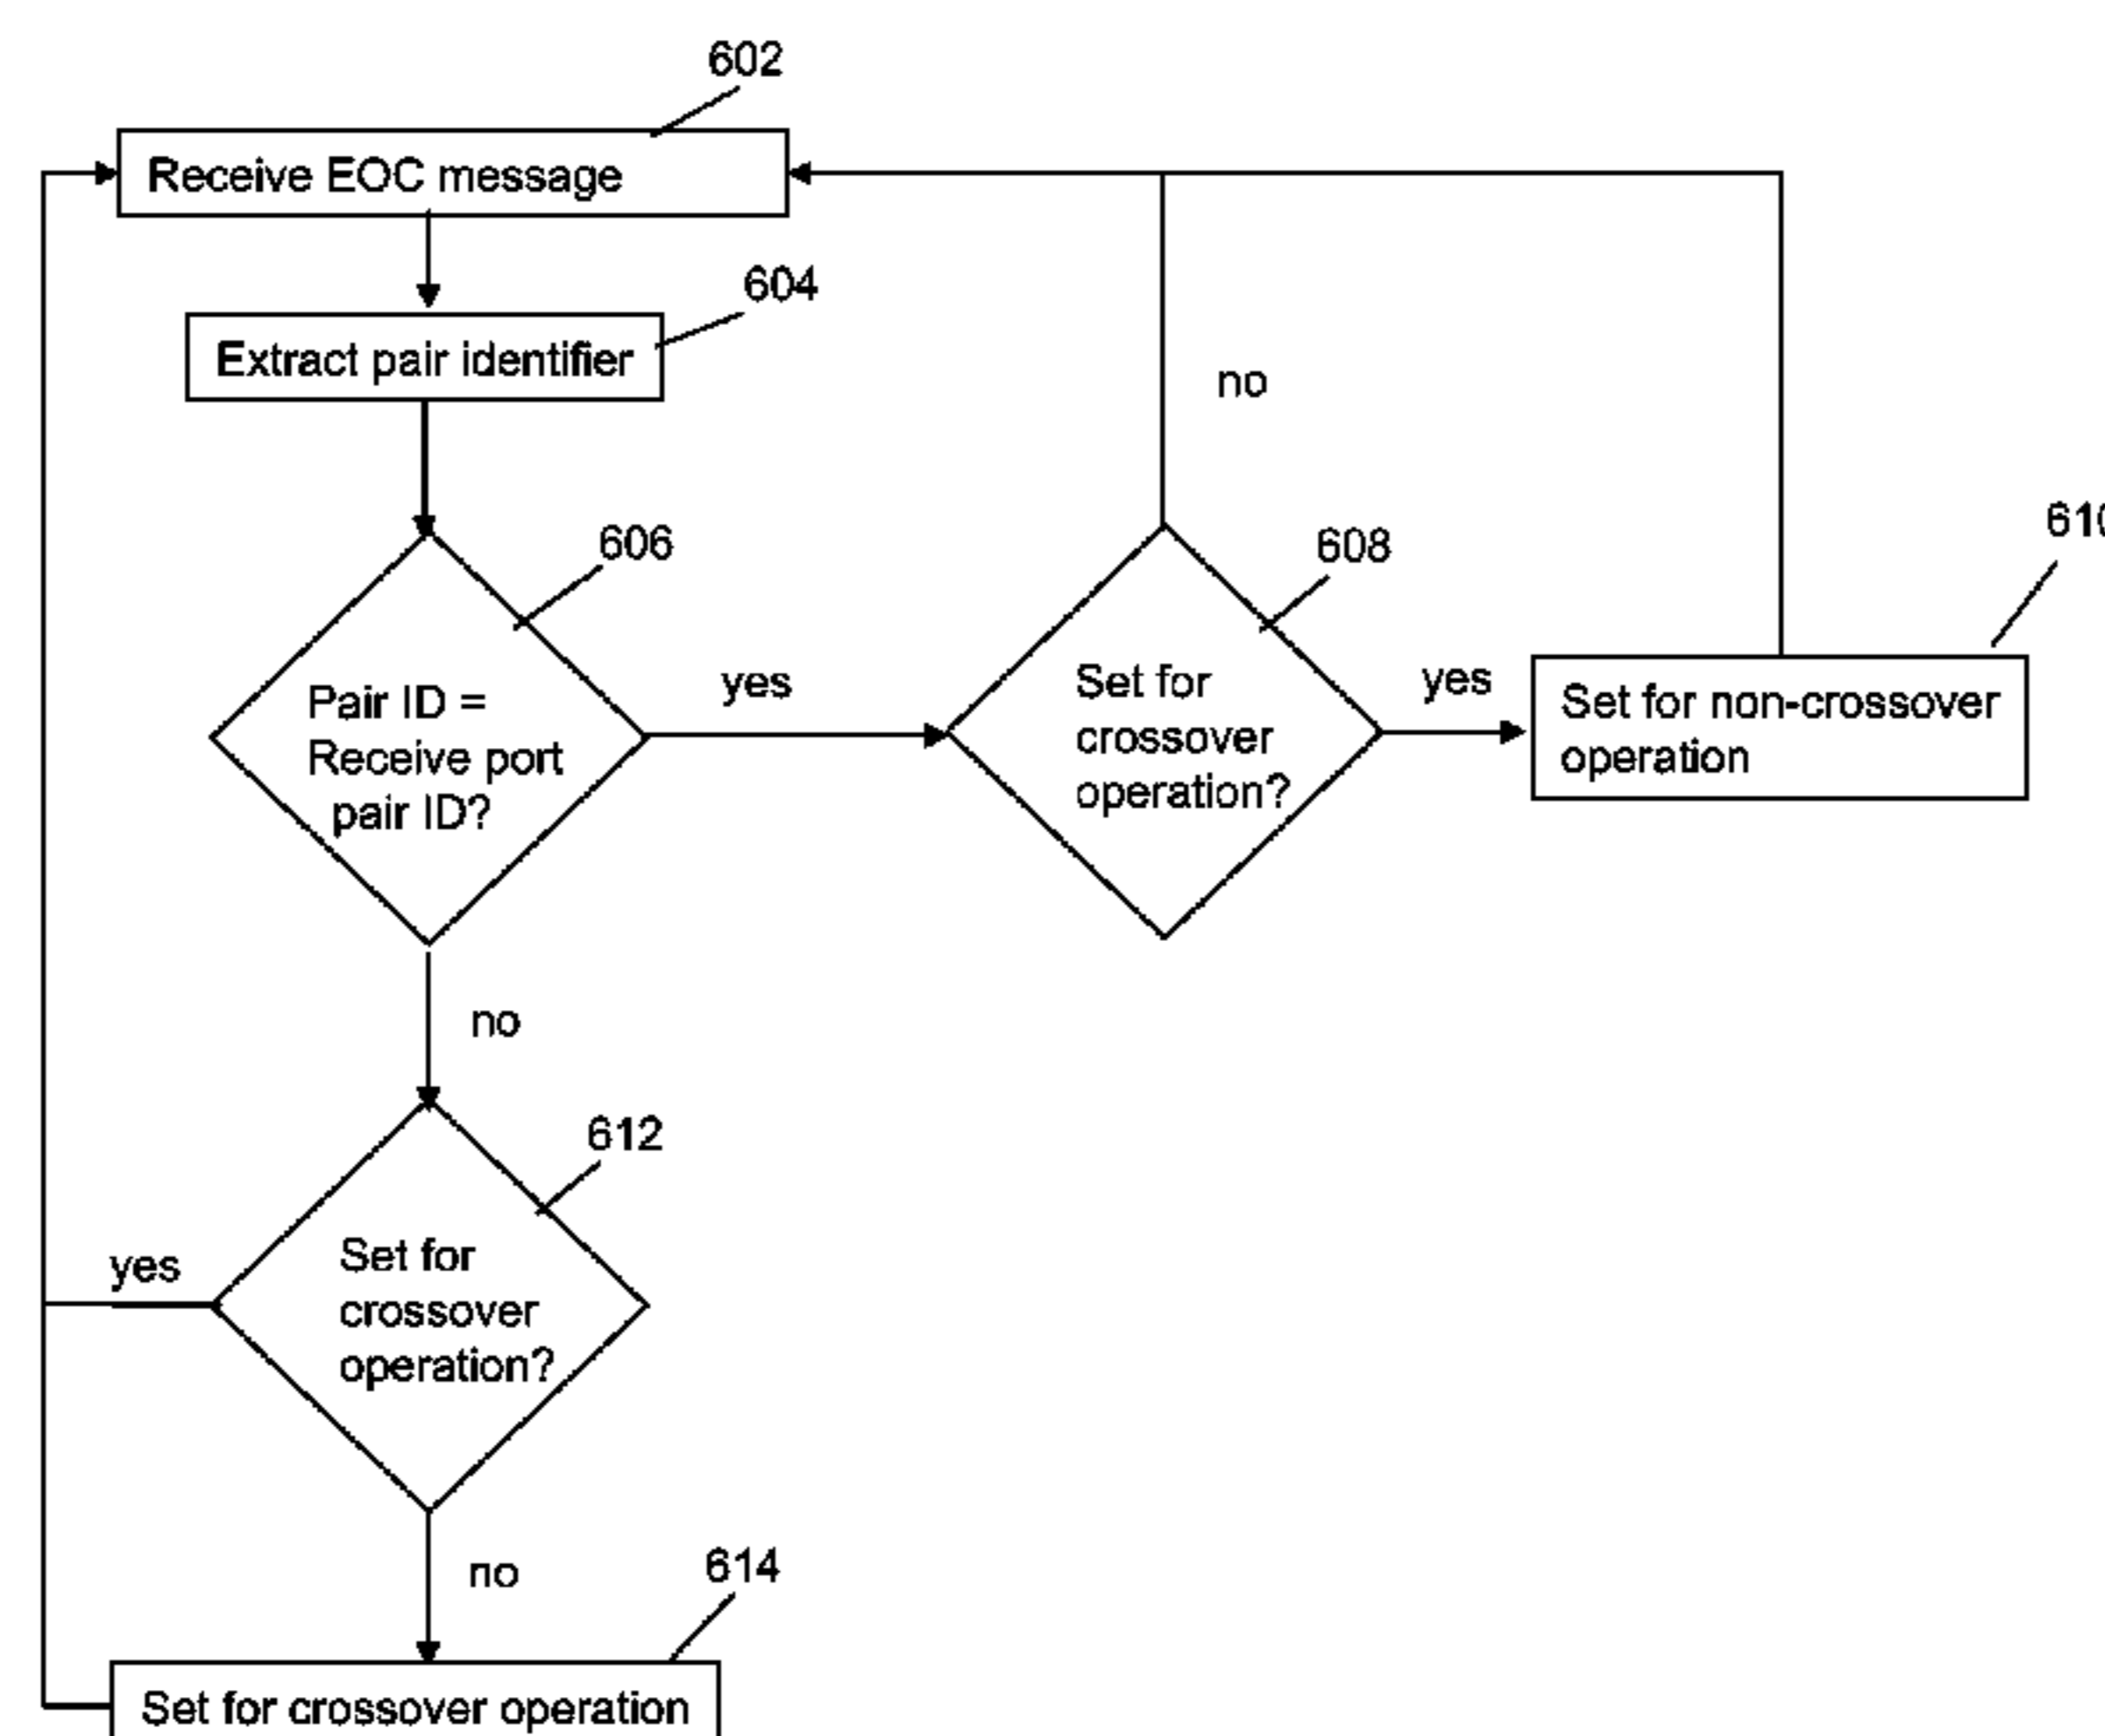 602
Receive EOC message
604
Extract pair identifier
no
606
608
610
Pair ID =
Receive port
pair ID?
yes
Set for
crossover
operation?
yes
Set for non-crossover
operation
no
612
yes
Set for
crossover
operation?
no
614
Set for crossover operation